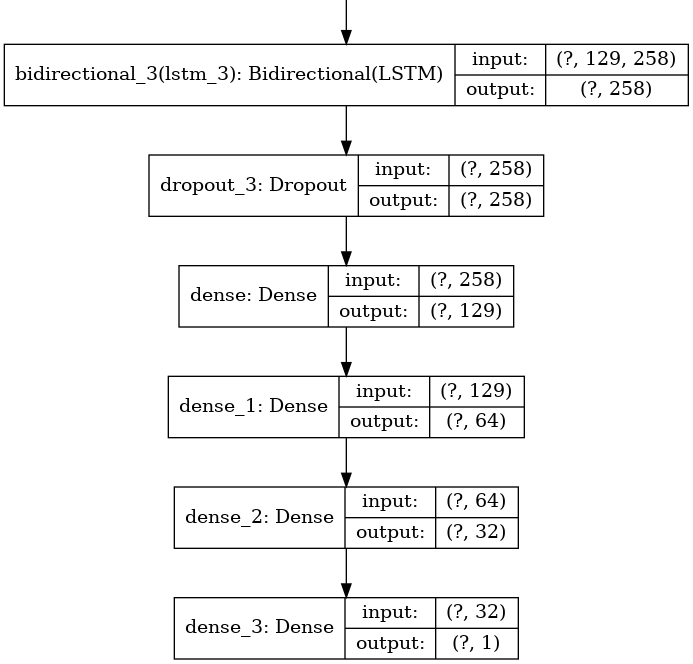 bidirectional_3(lstm_3): Bidirectional(LSTM)
input: (?, 129, 258)
output: (?, 258)
dropout_3: Dropout
input: (?, 258)
output: (?, 258)
dense: Dense
input: (?, 258)
output: (?, 129)
dense_1: Dense
input: (?, 129)
output: (?, 64)
dense_2: Dense
input: (?, 64)
output: (?, 32)
dense_3: Dense
input: (?, 32)
output: (?, 1)